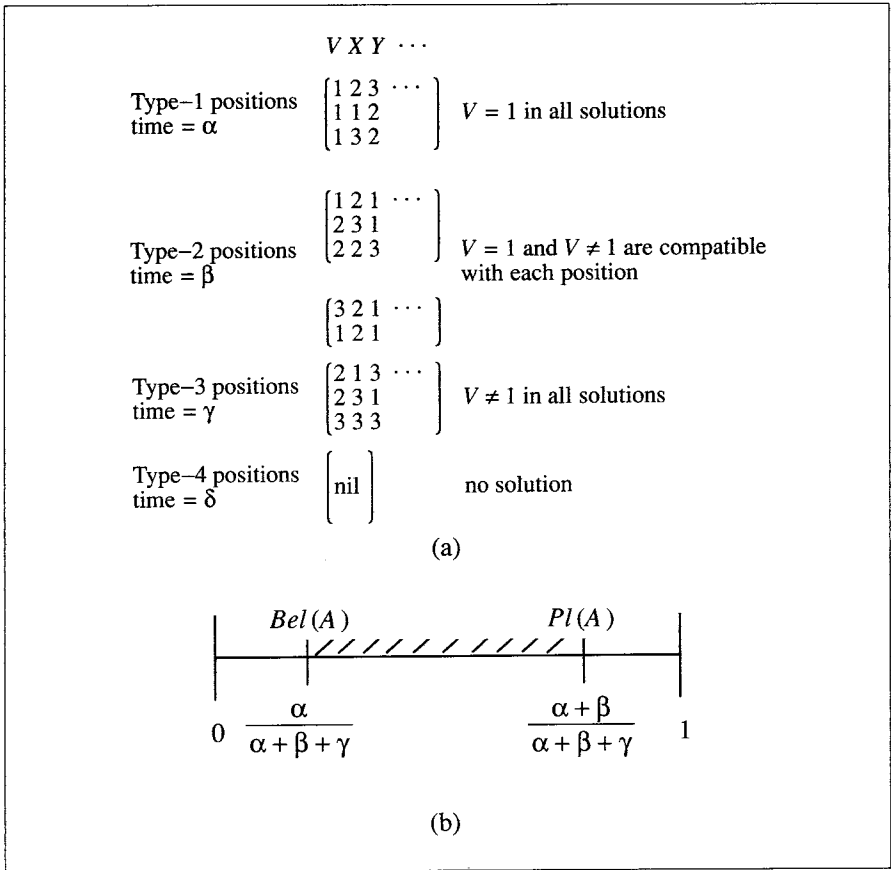 V X Y ···
Type–1 positions
time = α
1 2 3 ···
1 1 2
1 3 2
V = 1 in all solutions
Type–2 positions
time = β
1 2 1 ···
2 3 1
2 2 3
V = 1 and V ≠ 1 are compatible
with each position
3 2 1 ···
1 2 1
Type–3 positions
time = γ
2 1 3 ···
2 3 1
3 3 3
V ≠ 1 in all solutions
Type–4 positions
time = δ
nil
no solution
(a)
Bel(A) Pl(A)
0 α / α + β + γ α + β / α + β + γ 1
(b)